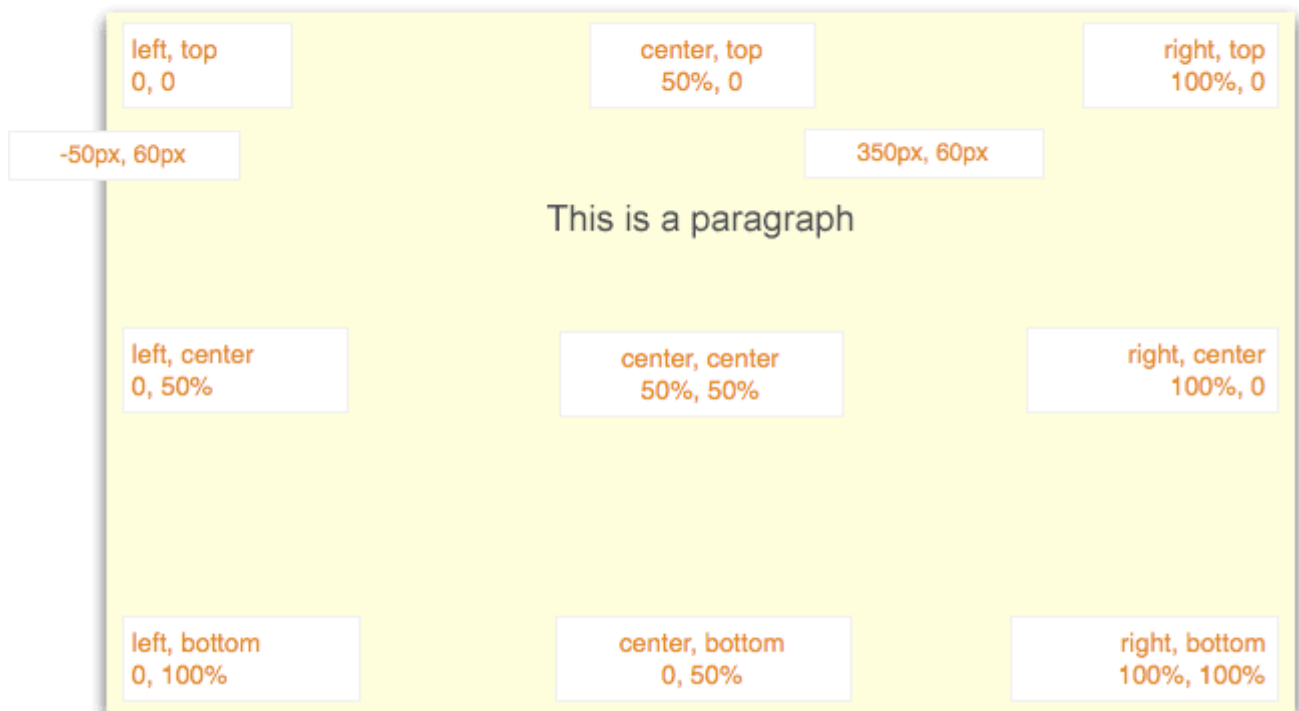 left, top
0, 0
center, top
50%, 0
right, top
100%, 0
-50px, 60px
350px, 60px
This is a paragraph
left, center
0, 50%
center, center
50%, 50%
right, center
100%, 0
left, bottom
0, 100%
center, bottom
0, 50%
right, bottom
100%, 100%